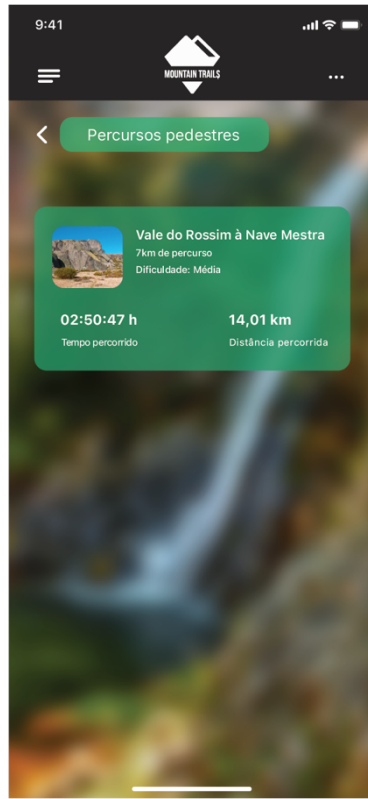 9:41
MOUNTAIN TRAILS
Percursos pedestres
Vale do Rossim à Nave Mestra
7km de percurso
Dificuldade: Média
02:50:47 h
14,01 km
Tempo percorrido
Distância percorrida